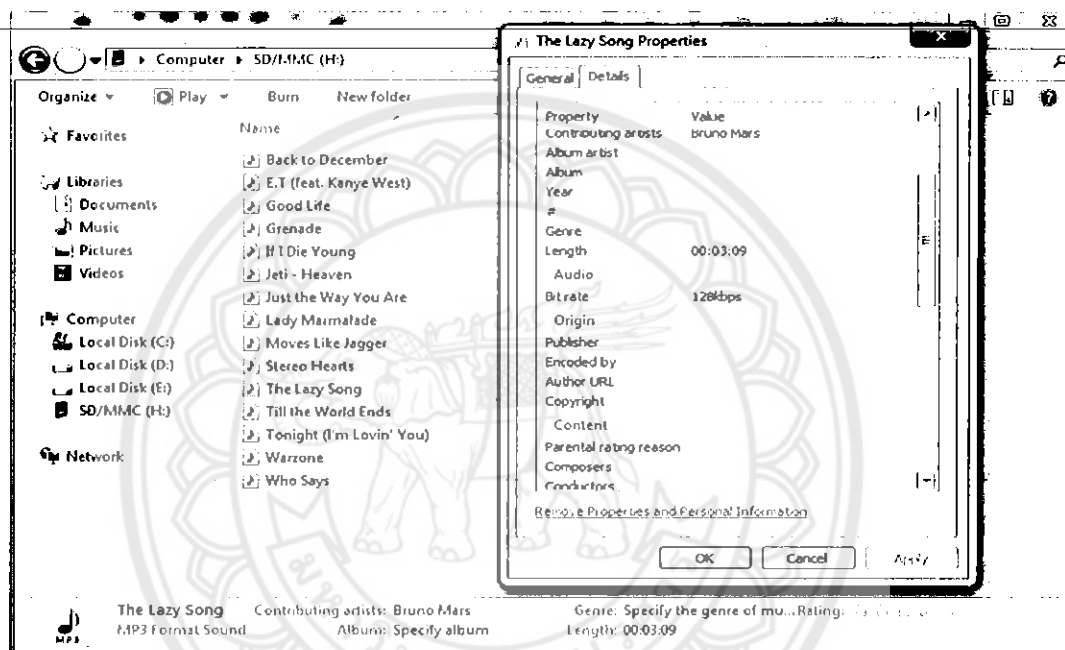 Computer ▸ SD/MMC (H:)
Organize Play Burn New folder
Favorites
Libraries
Documents
Music
Pictures
Videos
Computer
Local Disk (C:)
Local Disk (D:)
Local Disk (E:)
SD/MMC (H:)
Network
Name
Back to December
E.T (feat. Kanye West)
Good Life
Grenade
If I Die Young
Jeti - Heaven
Just the Way You Are
Lady Marmalade
Moves Like Jagger
Stereo Hearts
The Lazy Song
Till the World Ends
Tonight (I'm Lovin' You)
Warzone
Who Says
The Lazy Song Properties
General Details
Property Value
Contributing artists Bruno Mars
Album artist
Album
Year
#
Genre
Length 00:03:09
Audio
Bit rate 128kbps
Origin
Publisher
Encoded by
Author URL
Copyright
Content
Parental rating reason
Composers
Conductors
Remove Properties and Personal Information
OK Cancel Apply
The Lazy Song Contributing artists: Bruno Mars Genre: Specify the genre of mu... Rating:
MP3 Format Sound Album: Specify album Length: 00:03:09
MP3